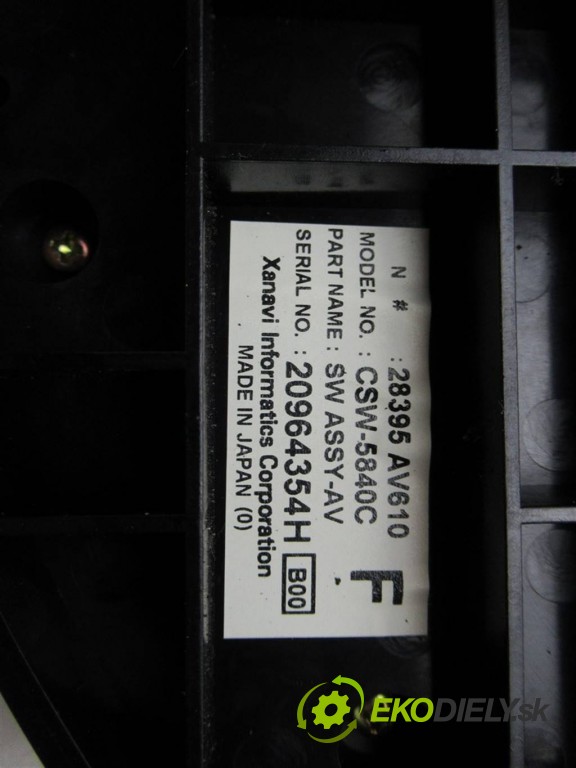 N # : 28395 AV610
MODEL NO. : CSW-5840C
PART NAME : SW ASSY-AV
SERIAL NO. : 20964354H B00
F
Xanavi Informatics Corporation
MADE IN JAPAN (0)
EKODIELY.sk